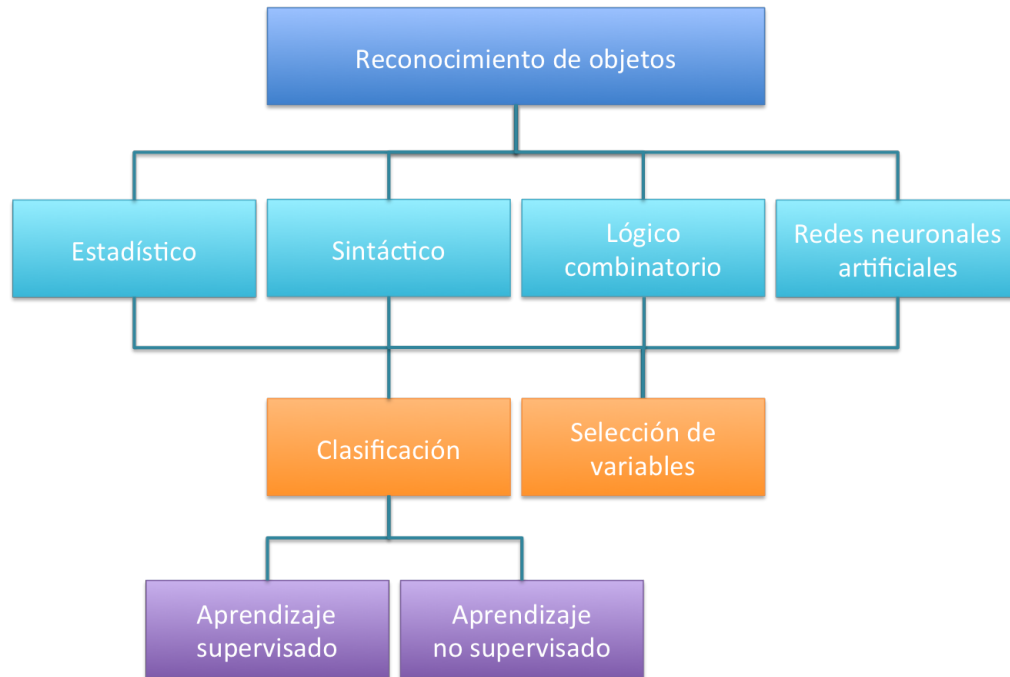 Reconocimiento de objetos
Estadístico
Sintáctico
Lógico
combinatorio
Redes neuronales
artificiales
Clasificación
Selección de
variables
Aprendizaje
supervisado
Aprendizaje
no supervisado